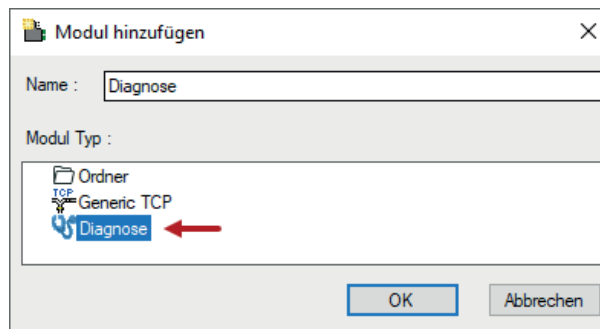 Modul hinzufügen
Name :
Diagnose
Modul Typ :
Ordner
TCP
Generic TCP
Diagnose
OK
Abbrechen